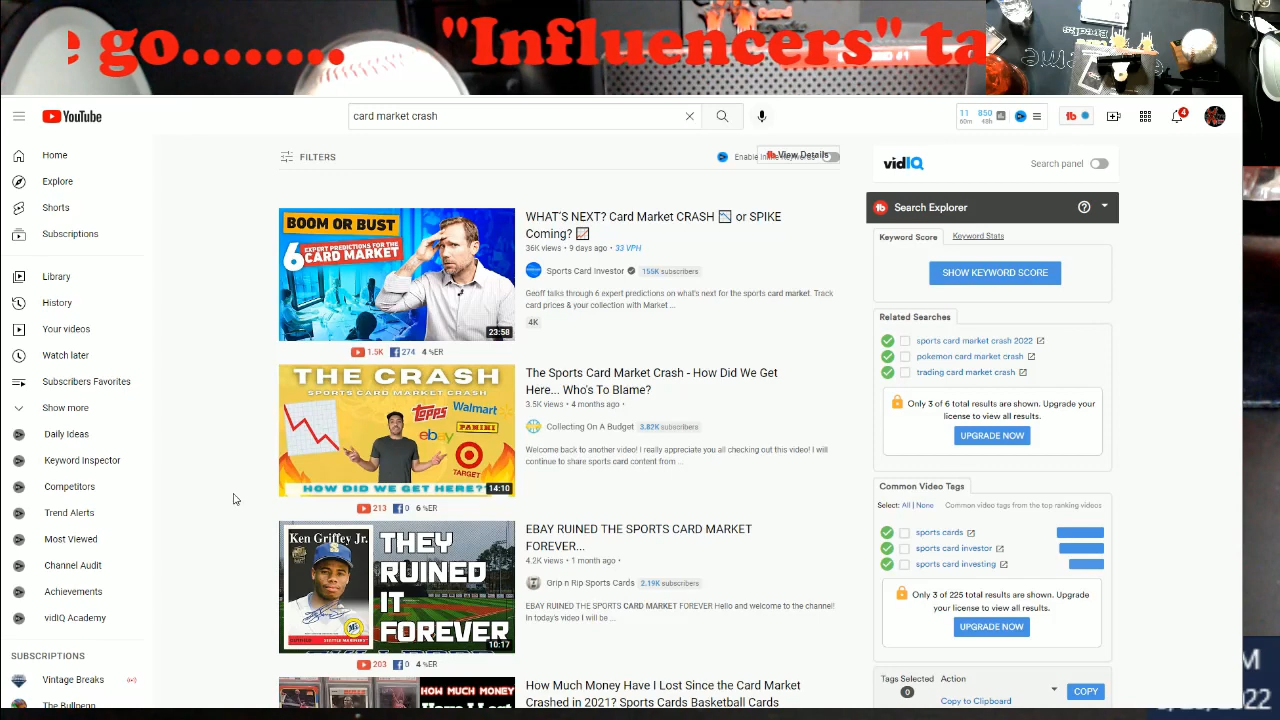 go....... "Influencers" ta
YouTube
card market crash
11 850
60m 48h
4
Home
Explore
Shorts
Subscriptions
Library
History
Your videos
Watch later
Subscribers Favorites
Show more
Daily Ideas
Keyword Inspector
Competitors
Trend Alerts
Most Viewed
Channel Audit
Achievements
vidIQ Academy
SUBSCRIPTIONS
Vintage Breaks
The Bullpenn
FILTERS
View Details
BOOM OR BUST
6 EXPERT PREDICTIONS FOR THE
CARD MARKET
23:58
WHAT'S NEXT? Card Market CRASH or SPIKE
Coming?
36K views • 9 days ago • 33 VPH
Sports Card Investor 155K subscribers
Geoff talks through 6 expert predictions on what's next for the sports card market. Track
card prices & your collection with Market ...
4K
1.5K 274 4 %ER
THE CRASH
SPORTS CARD MARKET CRASH
topps Walmart
PANINI
ebay
TARGET
HOW DID WE GET HERE?
14:10
The Sports Card Market Crash - How Did We Get
Here... Who's To Blame?
3.5K views • 4 months ago •
Collecting On A Budget 3.82K subscribers
Welcome back to another video! I really appreciate you all checking out this video! I will
continue to share sports card content from ...
213 0 6 %ER
Ken Griffey Jr.
THEY
RUINED
IT
FOREVER
OUTFIELD SEATTLE MARINERS
10:17
EBAY RUINED THE SPORTS CARD MARKET
FOREVER...
4.2K views • 1 month ago •
Grip n Rip Sports Cards 2.19K subscribers
EBAY RUINED THE SPORTS CARD MARKET FOREVER Hello and welcome to the channel!
In today's video I will be ...
203 0 4 %ER
HOW MUCH MONEY
How Much Money Have I Lost Since the Card Market
Crashed in 2021? Sports Cards Basketball Cards
vidIQ
Search panel
Search Explorer
Keyword Score Keyword Stats
SHOW KEYWORD SCORE
Related Searches
sports card market crash 2022
pokemon card market crash
trading card market crash
Only 3 of 6 total results are shown. Upgrade your
license to view all results.
UPGRADE NOW
Common Video Tags
Select: All | None Common video tags from the top ranking videos
sports cards
sports card investor
sports card investing
Only 3 of 225 total results are shown. Upgrade
your license to view all results.
UPGRADE NOW
Tags Selected
0
Action
Copy to Clipboard
COPY